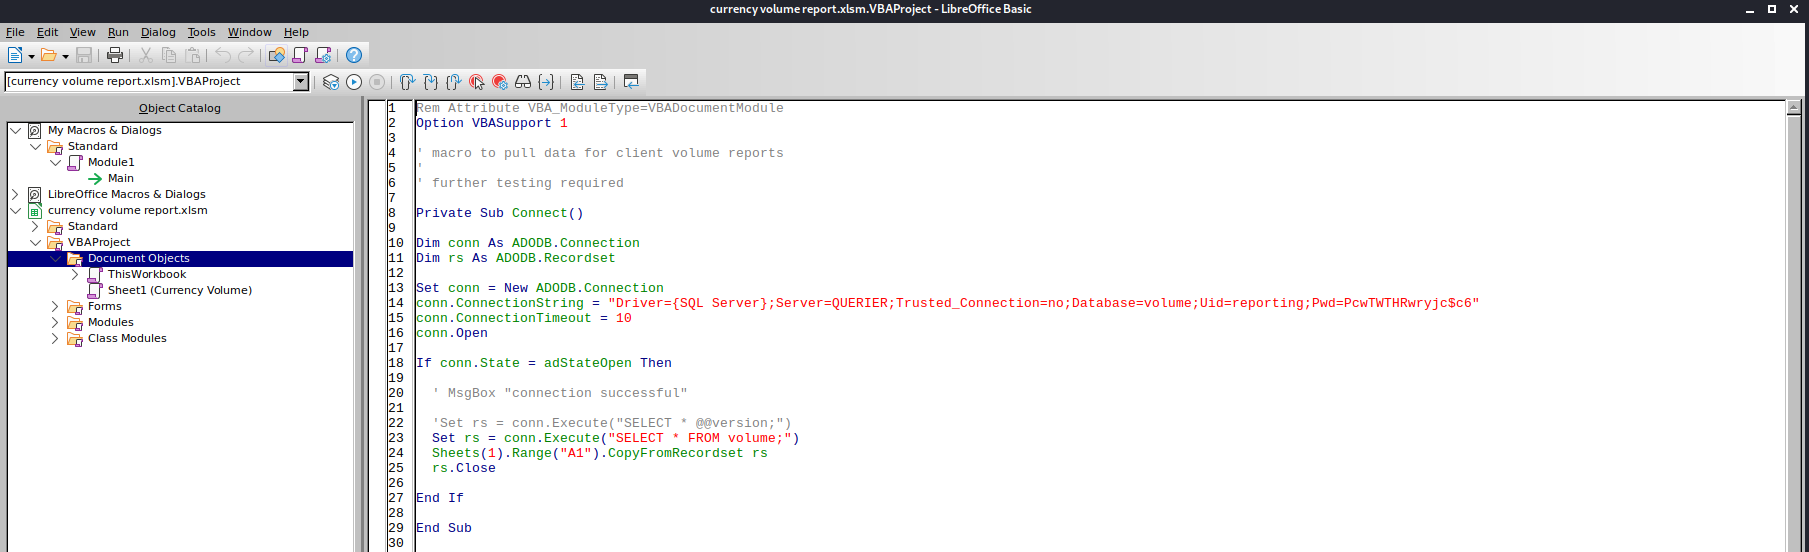 currency volume report.xlsm.VBAProject - LibreOffice Basic
File Edit View Run Dialog Tools Window Help
[currency volume report.xlsm].VBAProject
Object Catalog
My Macros & Dialogs
Standard
Module1
Main
LibreOffice Macros & Dialogs
currency volume report.xlsm
Standard
VBAProject
Document Objects
ThisWorkbook
Sheet1 (Currency Volume)
Forms
Modules
Class Modules
1 Rem Attribute VBA_ModuleType=VBADocumentModule
2 Option VBASupport 1
3
4 ' macro to pull data for client volume reports
5 '
6 ' further testing required
7
8 Private Sub Connect()
9
10 Dim conn As ADODB.Connection
11 Dim rs As ADODB.Recordset
12
13 Set conn = New ADODB.Connection
14 conn.ConnectionString = "Driver={SQL Server};Server=QUERIER;Trusted_Connection=no;Database=volume;Uid=reporting;Pwd=PcwTWTHRwryjc$c6"
15 conn.ConnectionTimeout = 10
16 conn.Open
17
18 If conn.State = adStateOpen Then
19
20 ' MsgBox "connection successful"
21
22 'Set rs = conn.Execute("SELECT * @@version;")
23 Set rs = conn.Execute("SELECT * FROM volume;")
24 Sheets(1).Range("A1").CopyFromRecordset rs
25 rs.Close
26
27 End If
28
29 End Sub
30